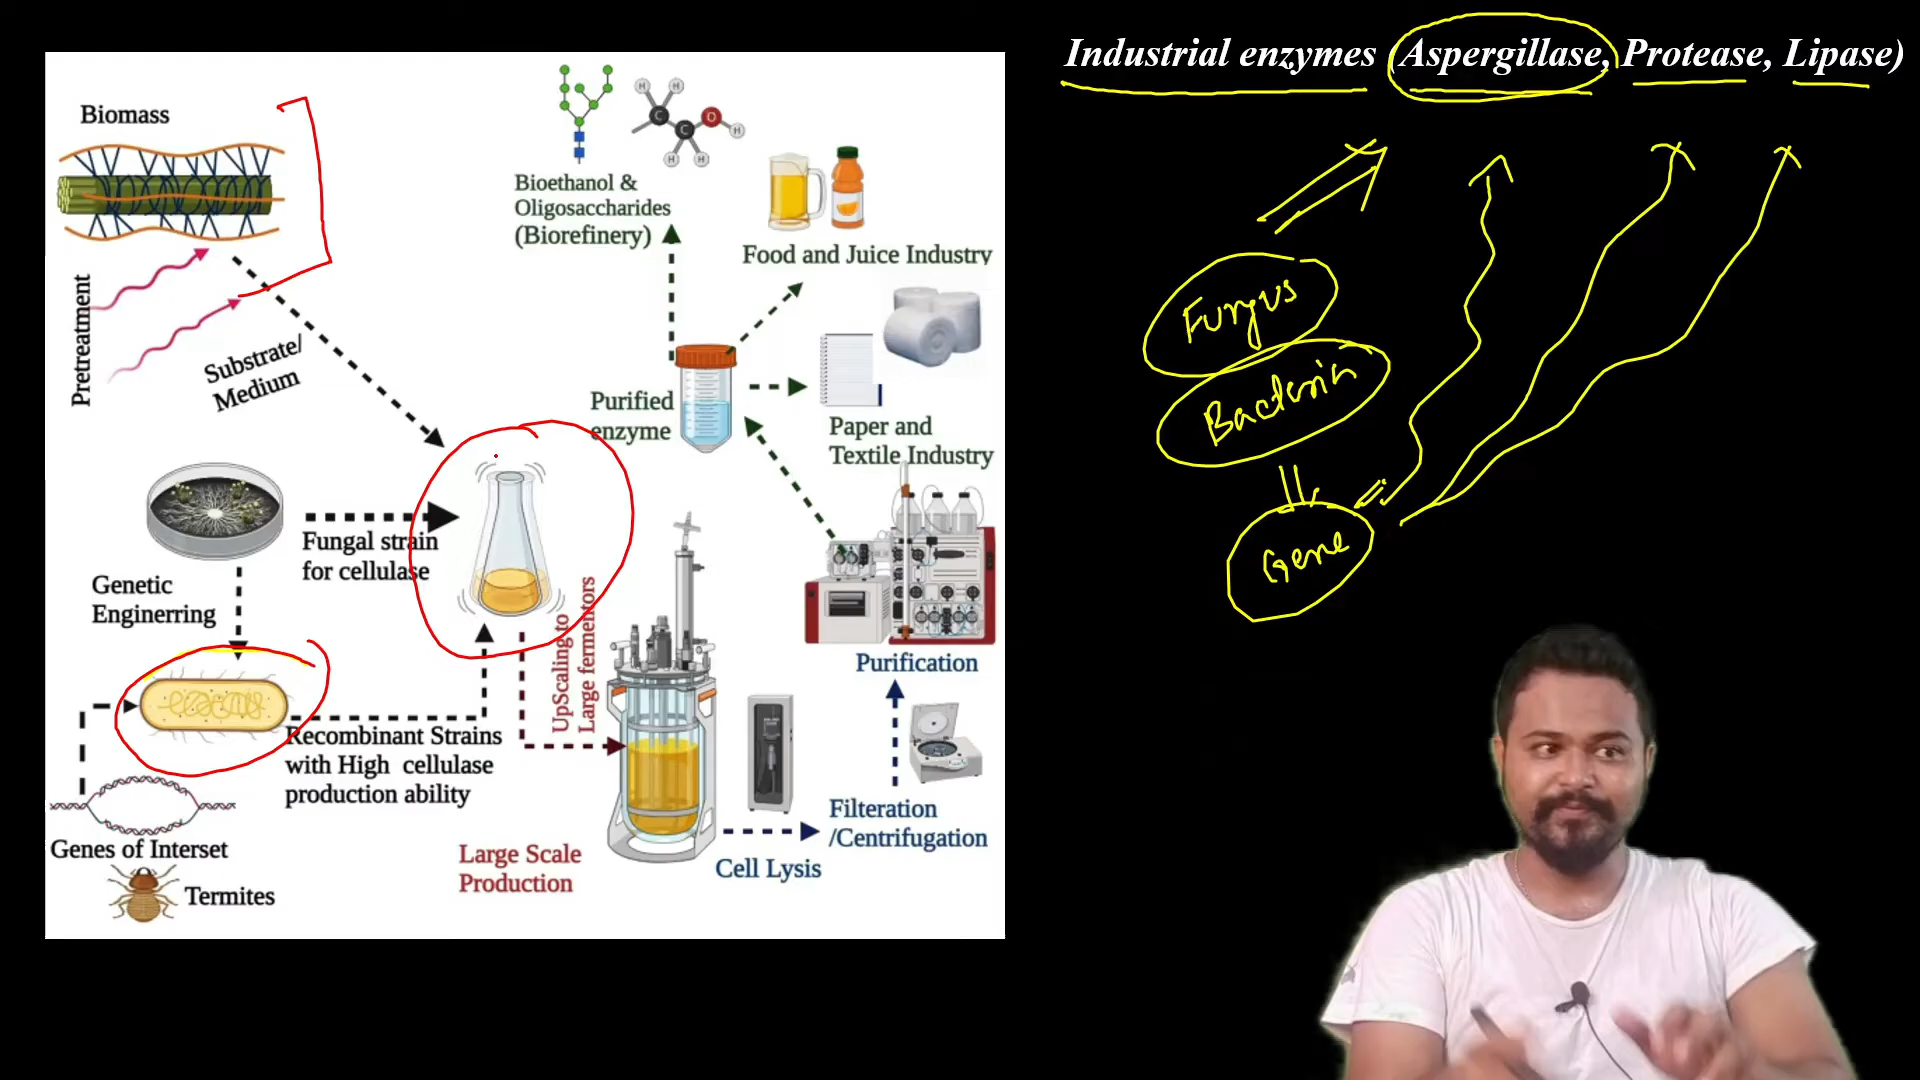 Industrial enzymes (Aspergillase, Protease, Lipase)
Biomass
Pretreatment
Substrate/
Medium
Bioethanol &
Oligosaccharides
(Biorefinery)
H H
C C O H
H H
Food and Juice Industry
Purified
enzyme
Paper and
Textile Industry
Fungal strain
for cellulase
Genetic
Enginerring
UpScaling to
Large fermentors
Purification
Recombinant Strains
with High cellulase
production ability
Filteration
/Centrifugation
Genes of Interset
Large Scale
Production
Cell Lysis
Termites
Fungus
Bacteria
Gene